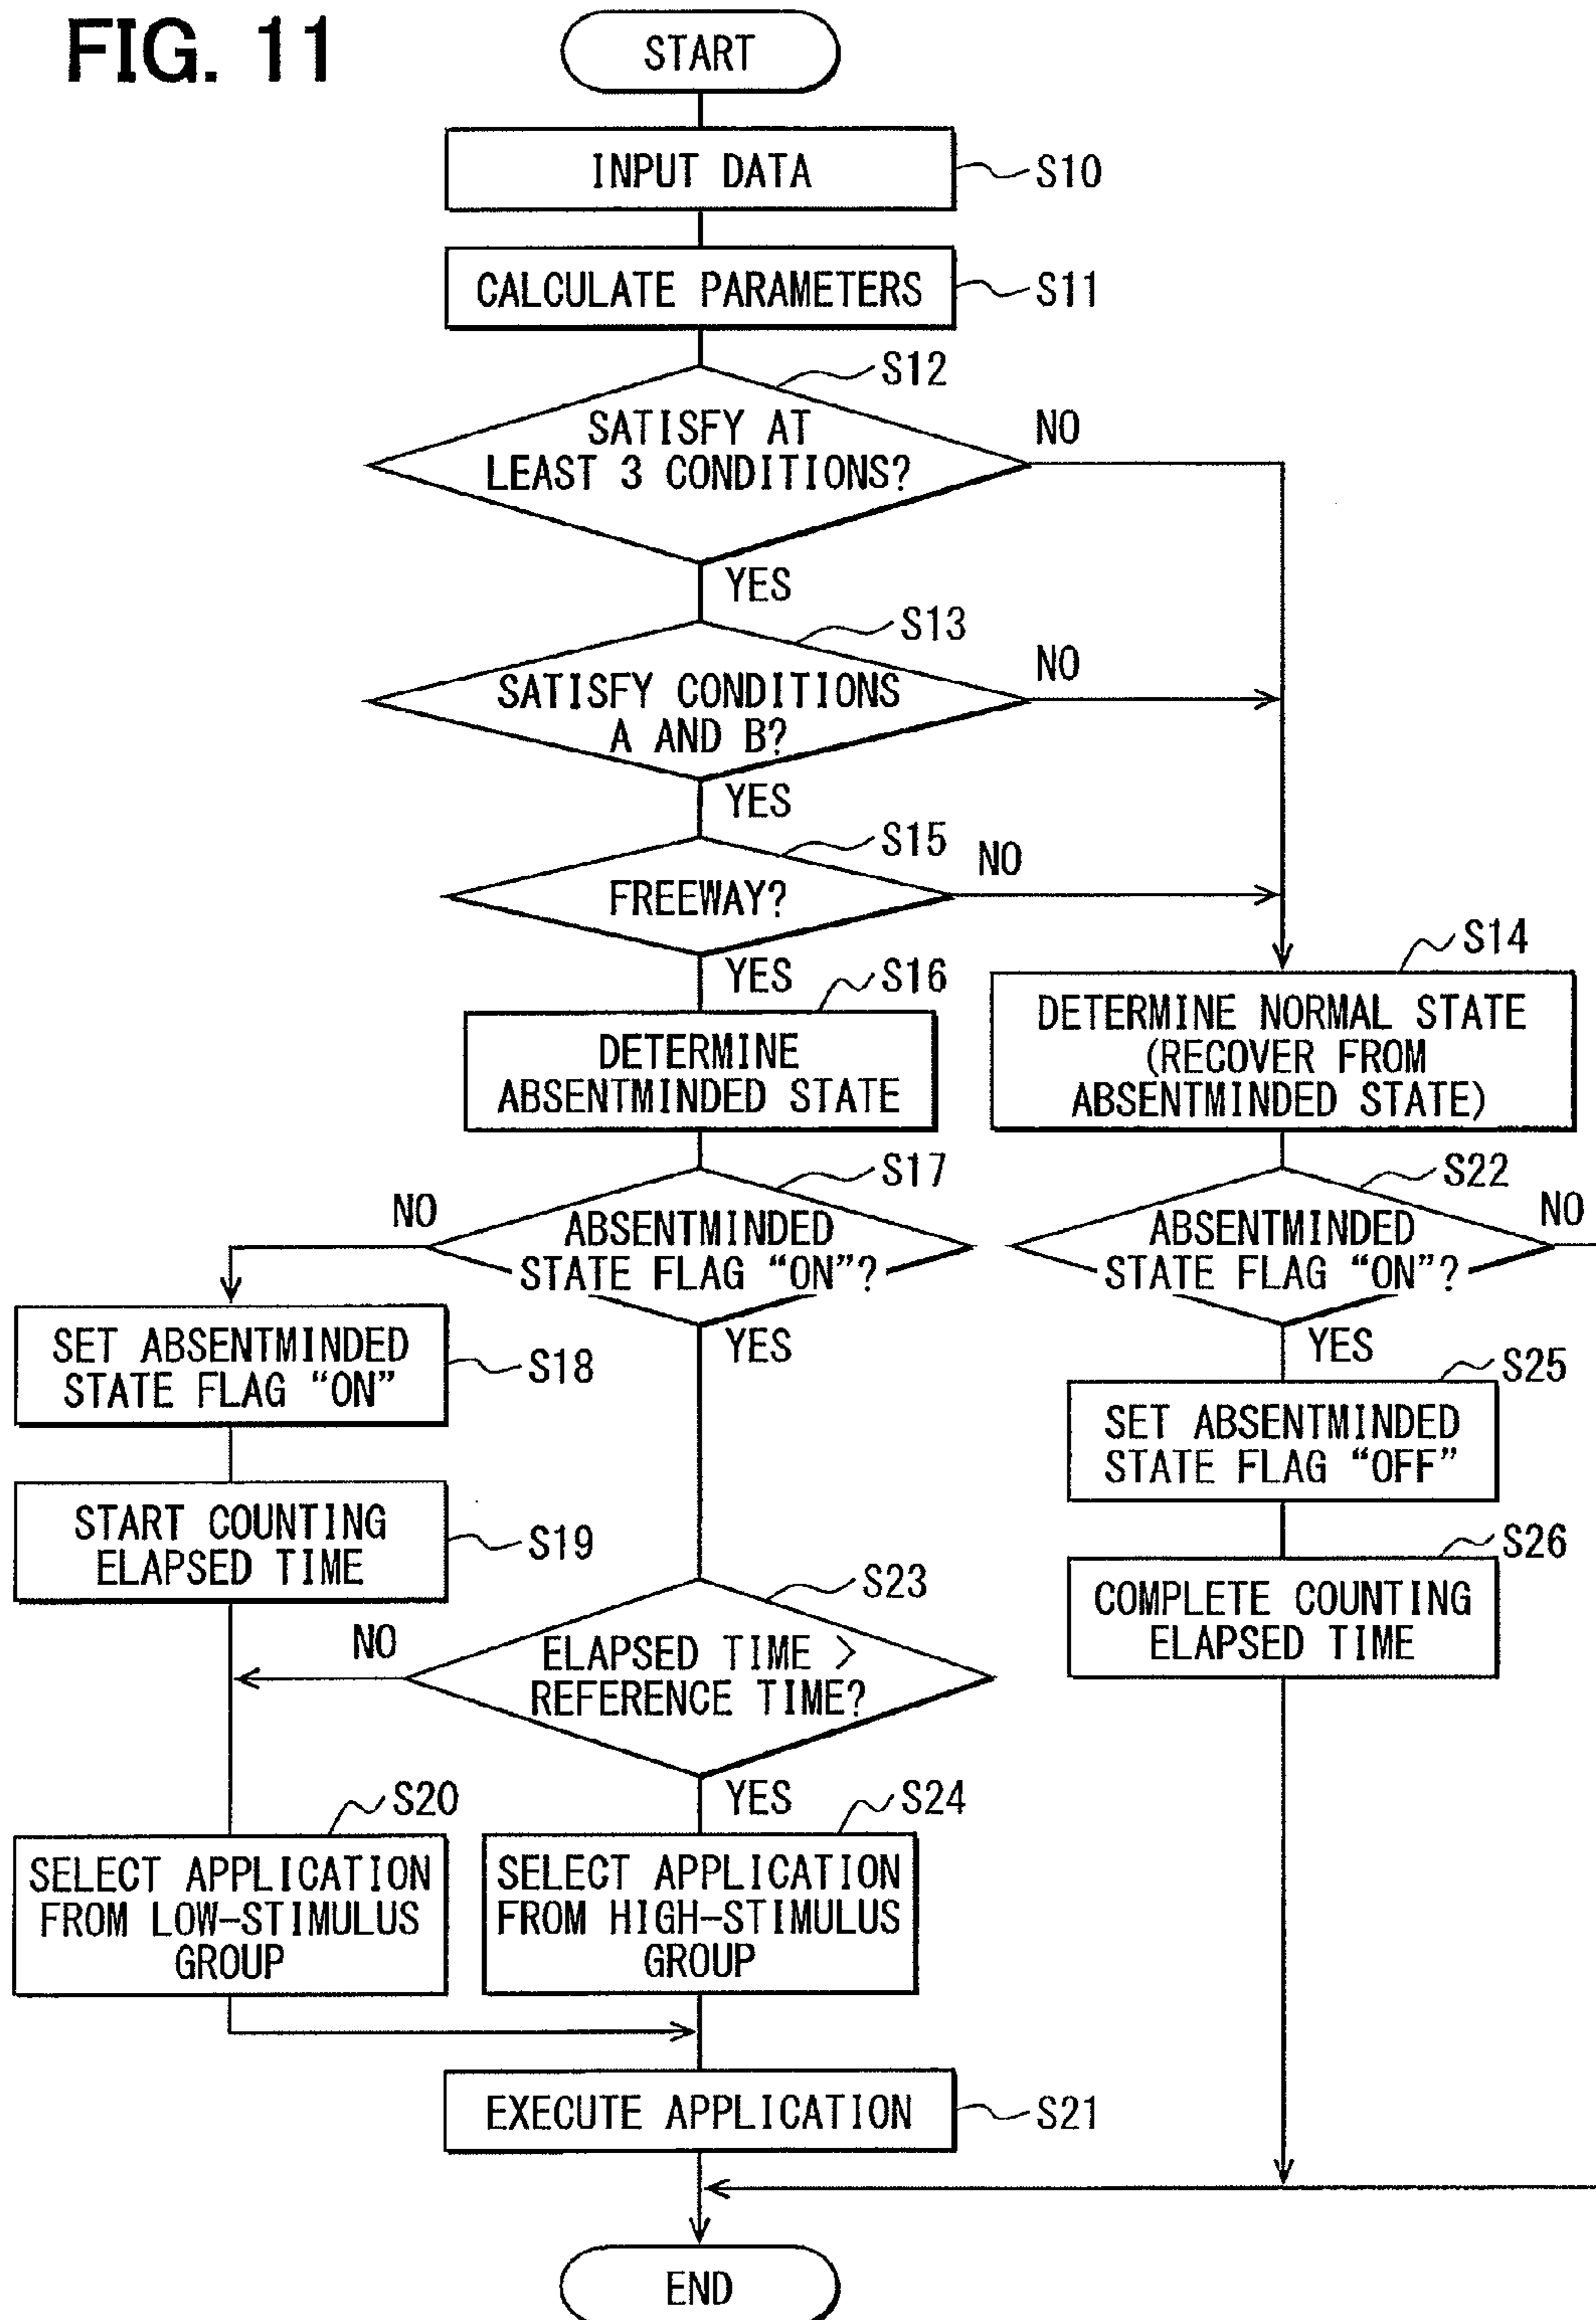 FIG. 11
START
INPUT DATA
S10
CALCULATE PARAMETERS
S11
S12
SATISFY AT
LEAST 3 CONDITIONS?
NO
YES
S13
SATISFY CONDITIONS
A AND B?
NO
YES
S15
FREEWAY?
NO
YES
S16
DETERMINE
ABSENTMINDED STATE
S14
DETERMINE NORMAL STATE
(RECOVER FROM
ABSENTMINDED STATE)
S17
ABSENTMINDED
STATE FLAG “ON”?
NO
YES
S22
ABSENTMINDED
STATE FLAG “ON”?
NO
YES
SET ABSENTMINDED
STATE FLAG “ON”
S18
S25
SET ABSENTMINDED
STATE FLAG “OFF”
START COUNTING
ELAPSED TIME
S19
S26
COMPLETE COUNTING
ELAPSED TIME
S23
ELAPSED TIME >
REFERENCE TIME?
NO
YES
S20
SELECT APPLICATION
FROM LOW-STIMULUS
GROUP
S24
SELECT APPLICATION
FROM HIGH-STIMULUS
GROUP
EXECUTE APPLICATION
S21
END